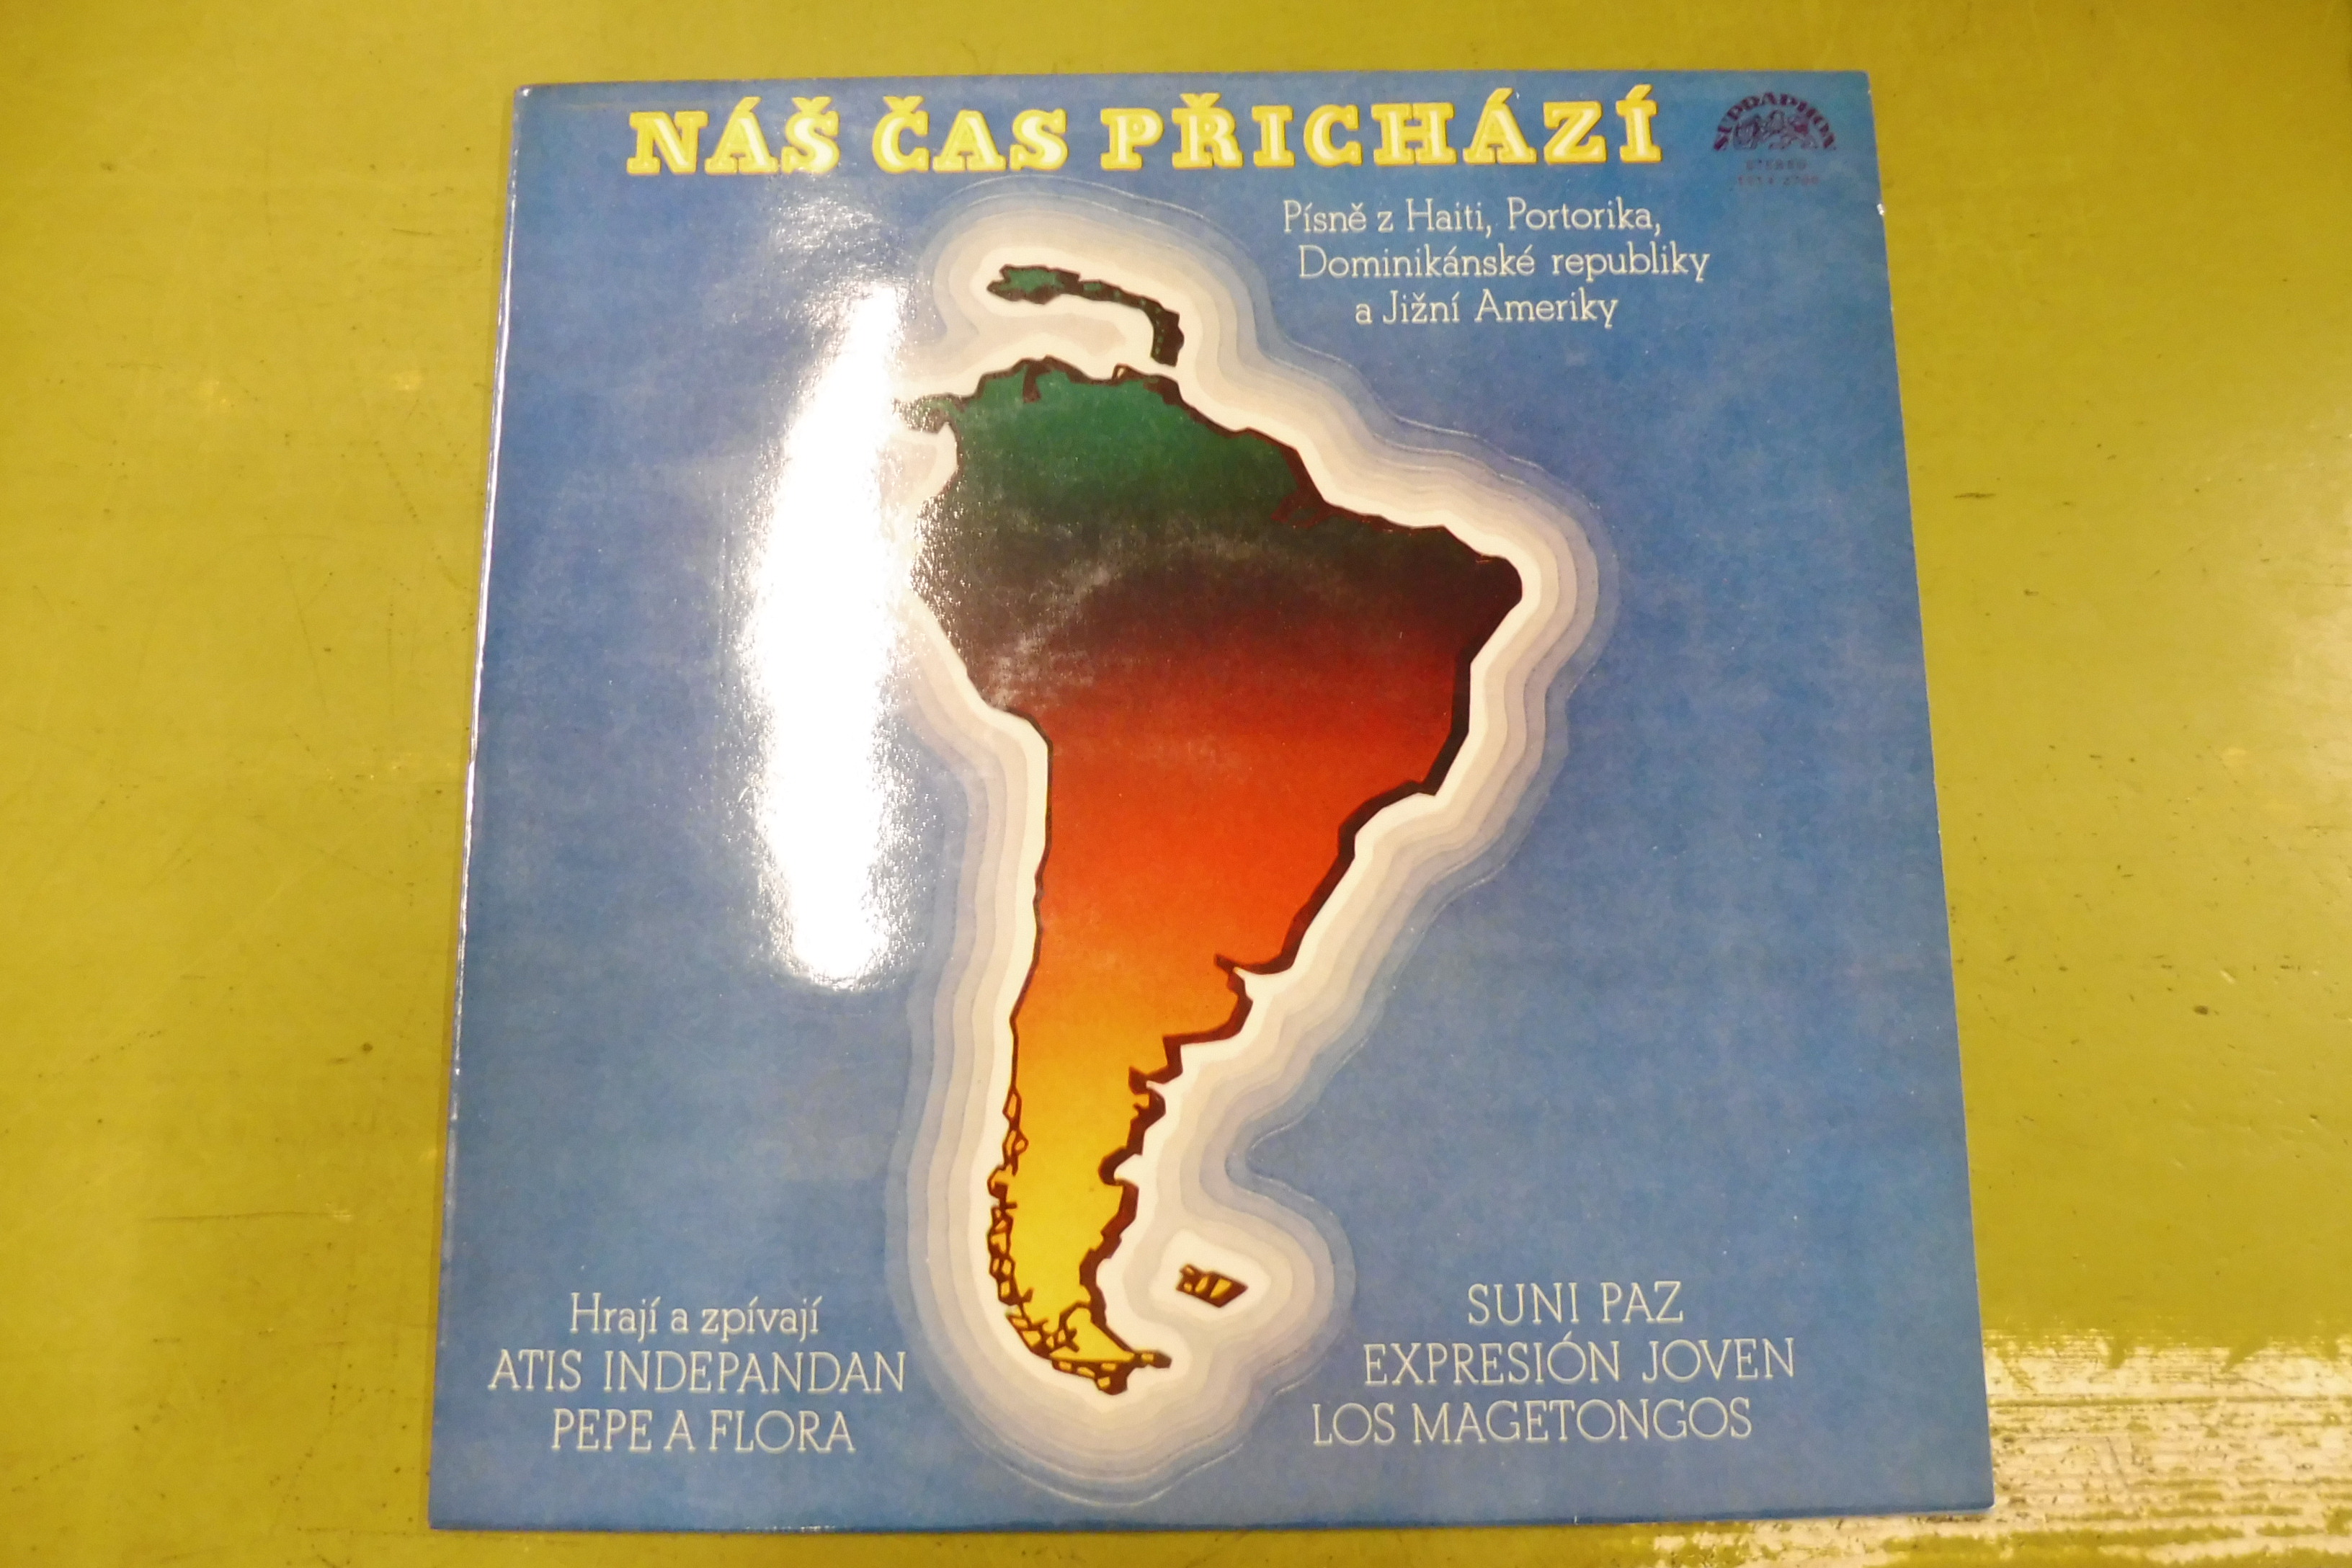 NÁŠ ČAS PŘICHÁZÍ
SUPRAPHON
STEREO
Písně z Haiti, Portorika,
Dominikánské republiky
a Jižní Ameriky
Hrají a zpívají
ATIS INDEPANDAN
PEPE A FLORA
SUNI PAZ
EXPRESIÓN JOVEN
LOS MAGETONGOS